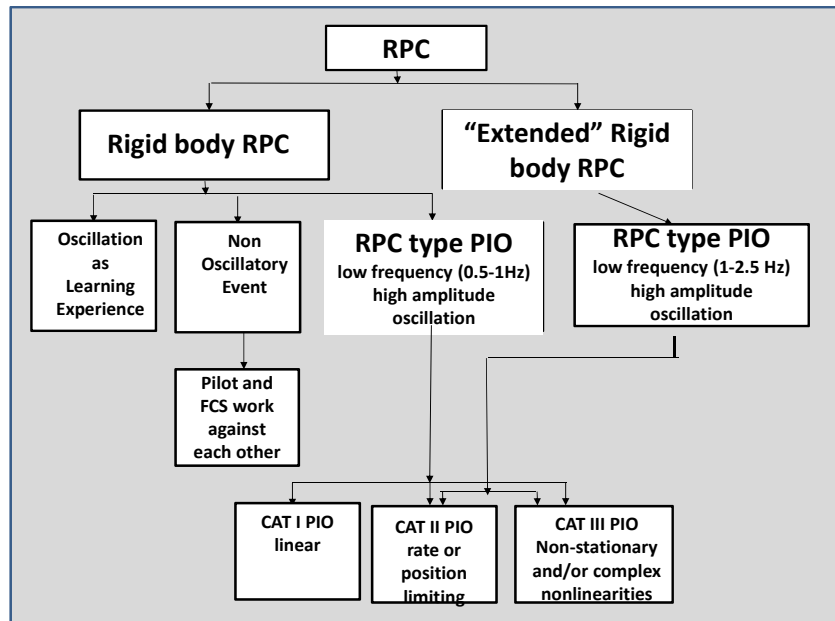 RPC
Rigid body RPC
“Extended” Rigid
body RPC
Oscillation
as
Learning
Experience
Non
Oscillatory
Event
RPC type PIO
low frequency (0.5-1Hz)
high amplitude
oscillation
RPC type PIO
low frequency (1-2.5 Hz)
high amplitude
oscillation
Pilot and
FCS work
against
each other
CAT I PIO
linear
CAT II PIO
rate or
position
limiting
CAT III PIO
Non-stationary
and/or complex
nonlinearities